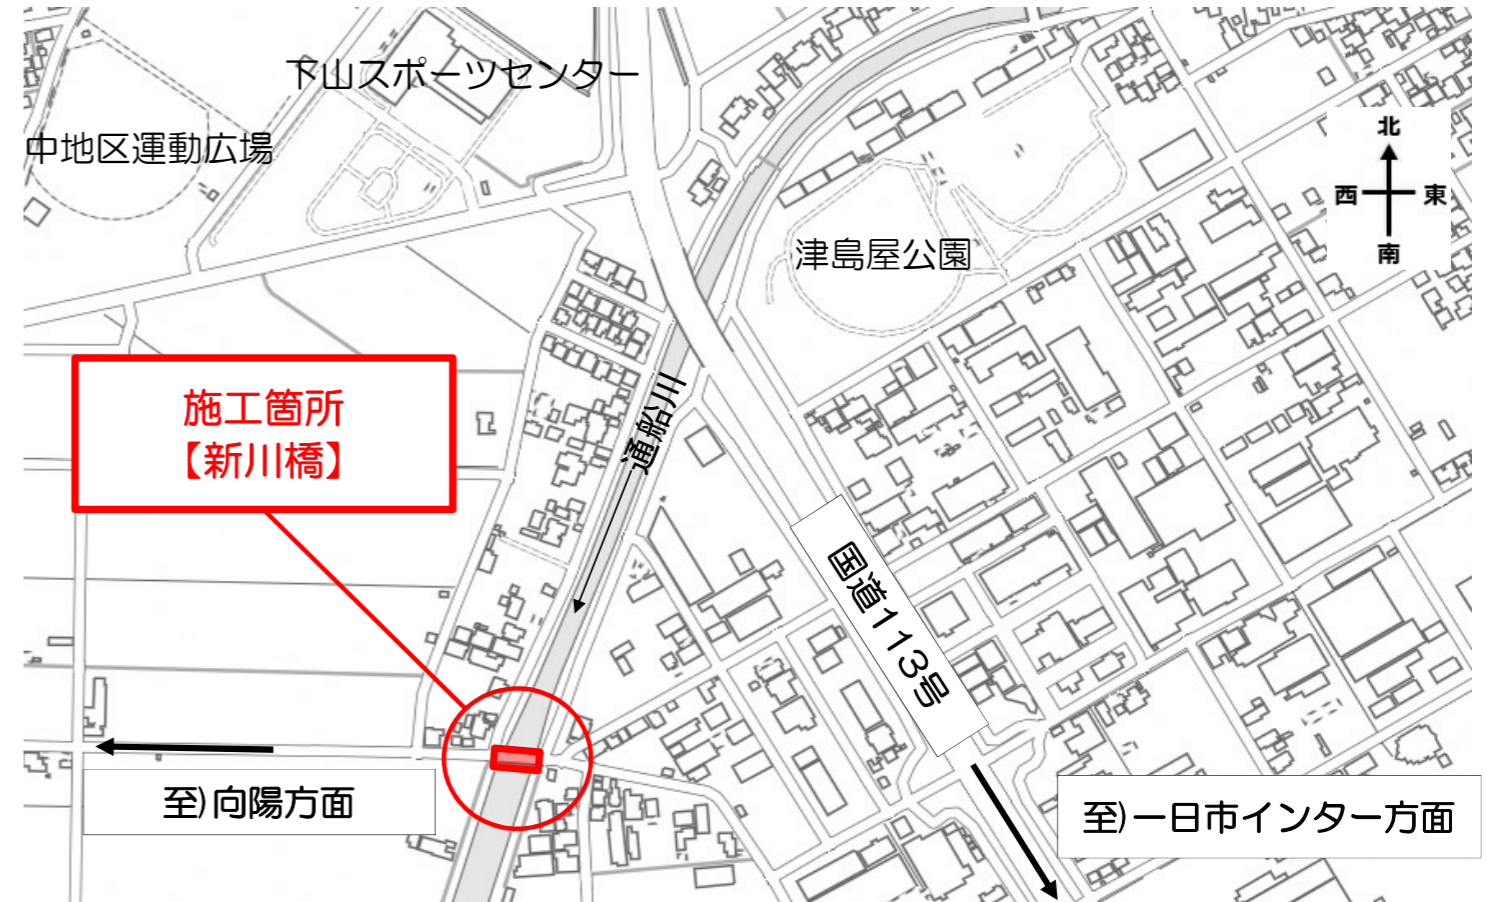 下山スポーツセンター
中地区運動広場
北
西
東
南
津島屋公園
施工箇所
【新川橋】
通船川
国道113号
至)向陽方面
至)一日市インター方面